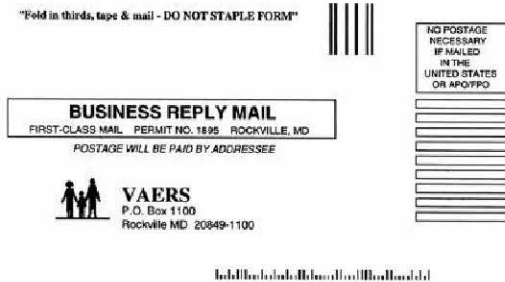 "Fold in thirds, tape & mail - DO NOT STAPLE FORM"
NO POSTAGE
NECESSARY
IF MAILED
IN THE
UNITED STATES
OR APO/FPO
BUSINESS REPLY MAIL
FIRST-CLASS MAIL PERMIT NO. 1895 ROCKVILLE, MD
POSTAGE WILL BE PAID BY ADDRESSEE
VAERS
P.O. Box 1100
Rockville MD 20849-1100